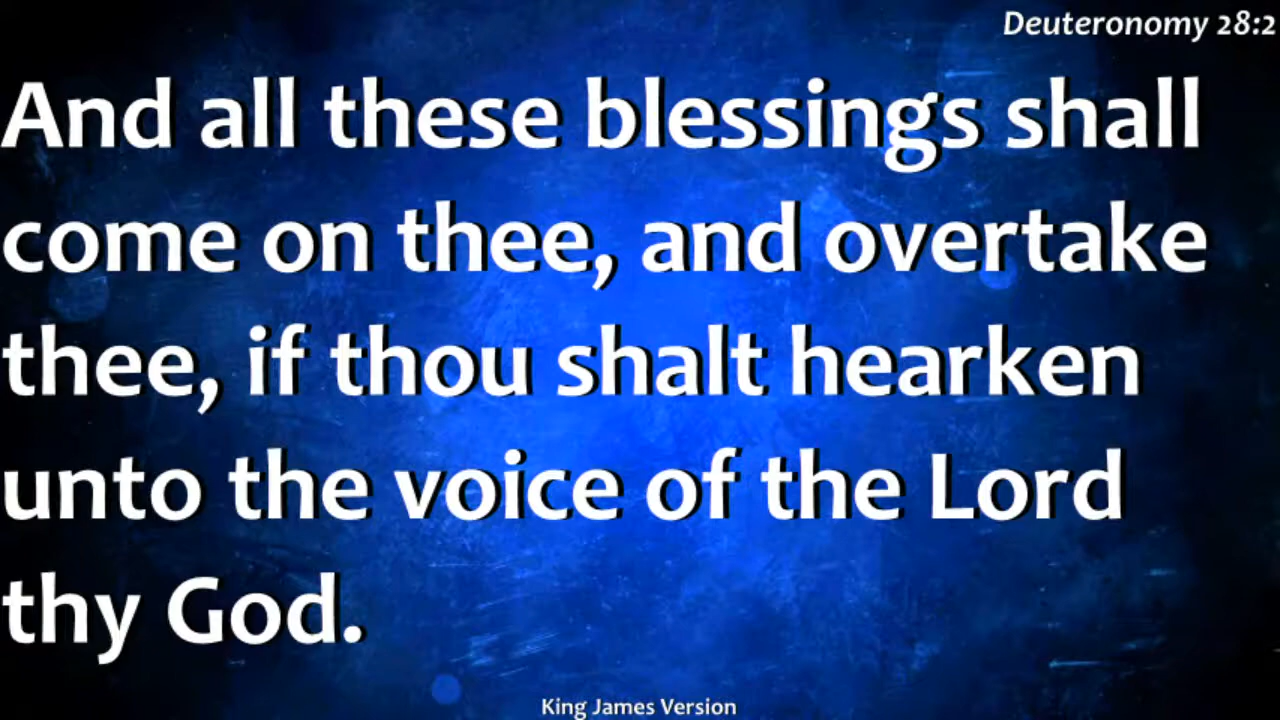 Deuteronomy 28:2
And all these blessings shall
come on thee, and overtake
thee, if thou shalt hearken
unto the voice of the Lord
thy God.
King James Version